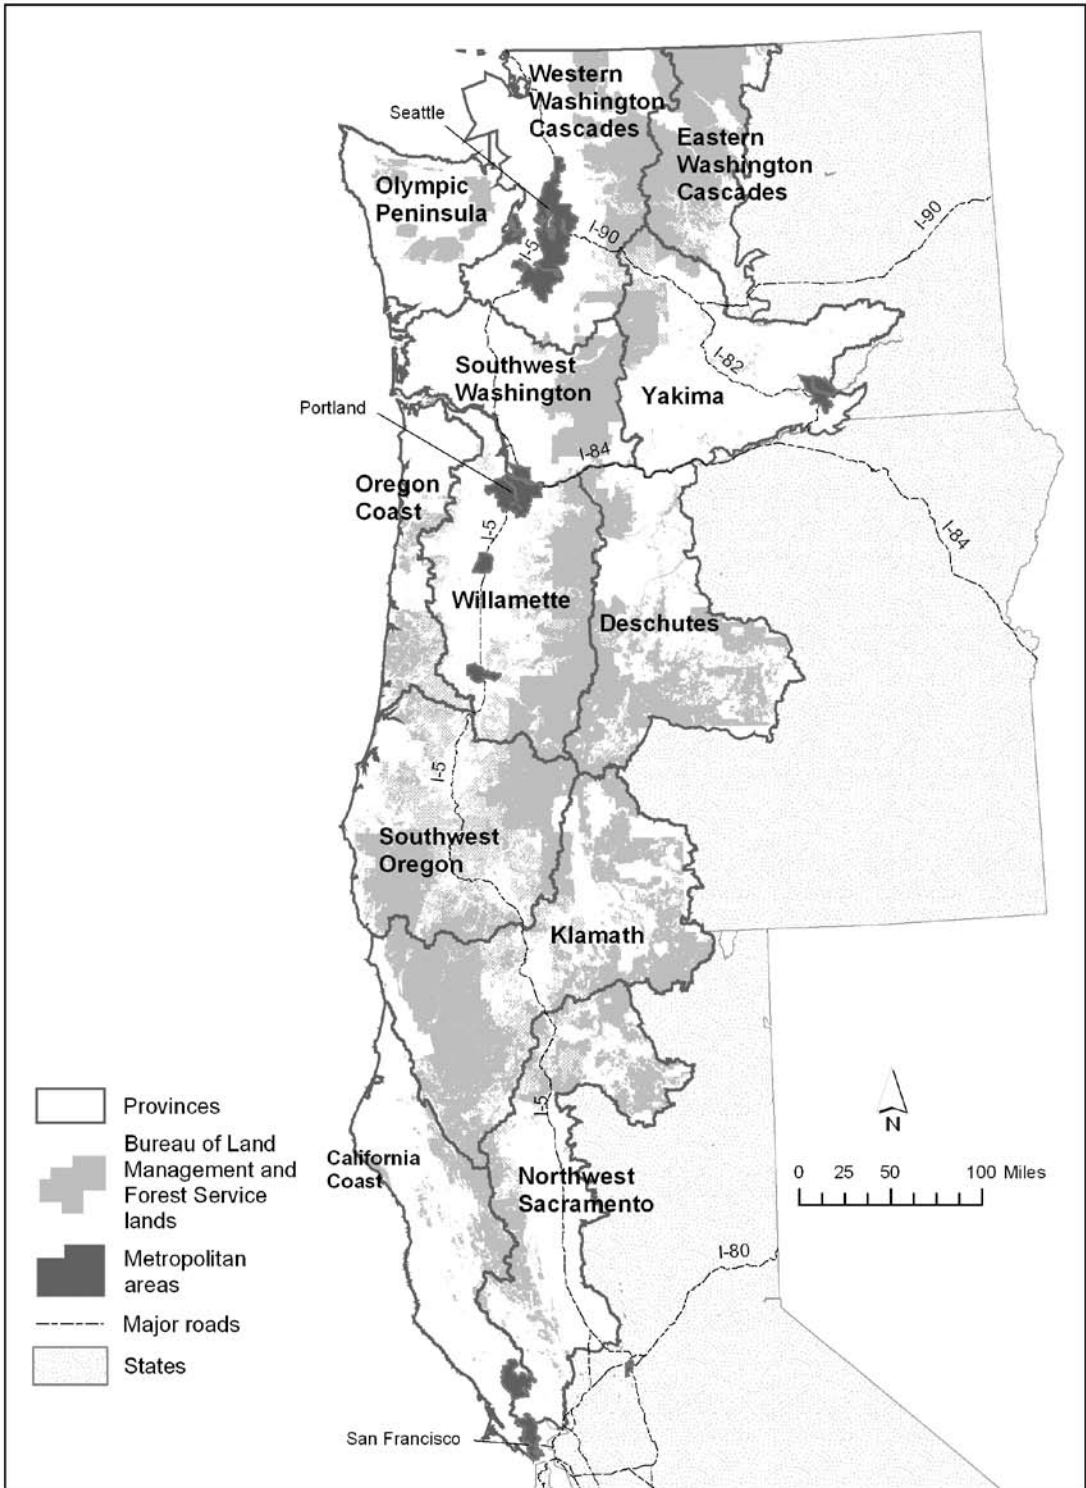 Western
Washington
Cascades
Seattle
Eastern
Washington
Cascades
Olympic
Peninsula
I-90
I-90
I-5
Southwest
Washington
I-82
Yakima
Portland
I-84
Oregon
Coast
I-5
I-84
Willamette
Deschutes
I-5
Southwest
Oregon
Klamath
N
Provinces
Bureau of Land
Management and
Forest Service
lands
Metropolitan
areas
Major roads
States
I-5
California
Coast
Northwest
Sacramento
0 25 50 100 Miles
I-80
San Francisco